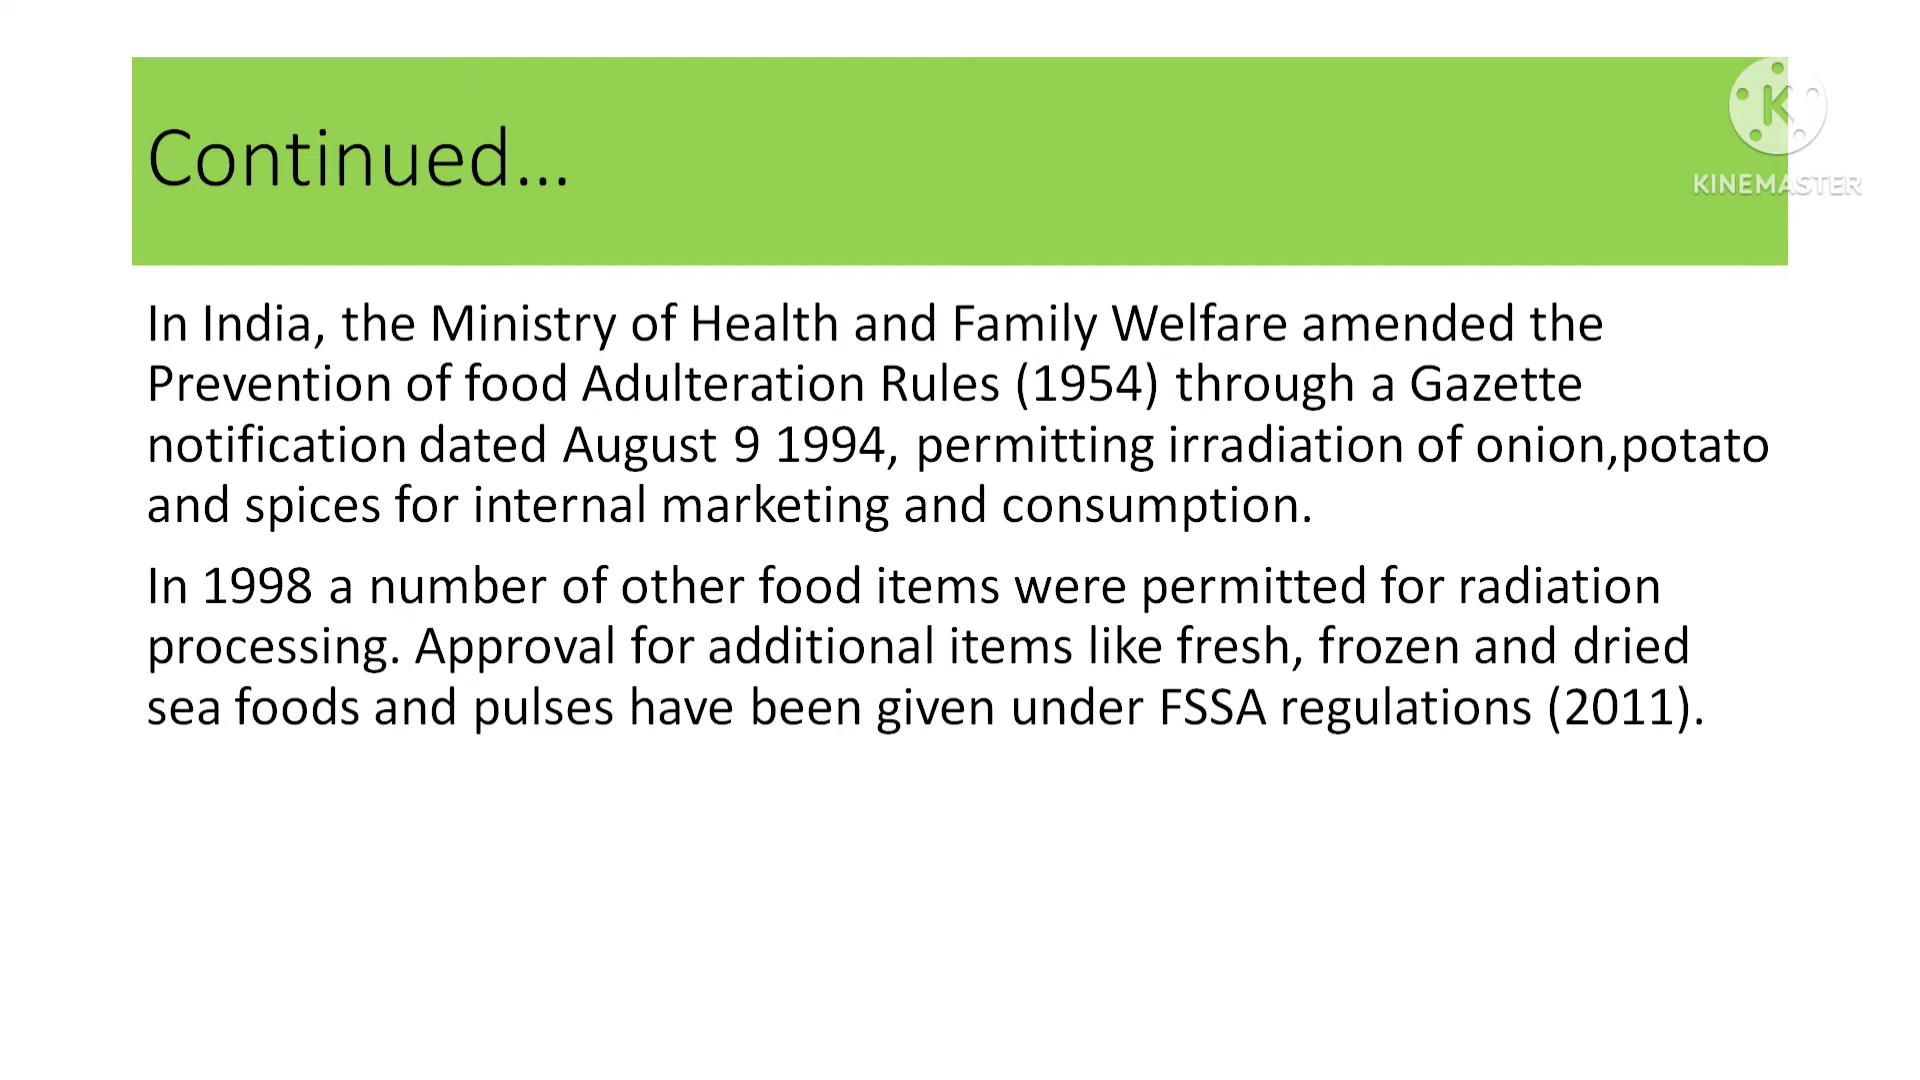 Continued...
K
KINEMASTER
In India, the Ministry of Health and Family Welfare amended the
Prevention of food Adulteration Rules (1954) through a Gazette
notification dated August 9 1994, permitting irradiation of onion,potato
and spices for internal marketing and consumption.
In 1998 a number of other food items were permitted for radiation
processing. Approval for additional items like fresh, frozen and dried
sea foods and pulses have been given under FSSA regulations (2011).